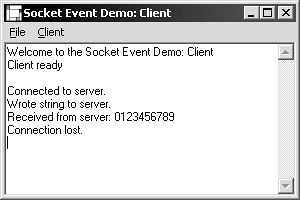 Socket Event Demo: Client
File Client
Welcome to the Socket Event Demo: Client
Client ready
Connected to server.
Wrote string to server.
Received from server: 0123456789
Connection lost.